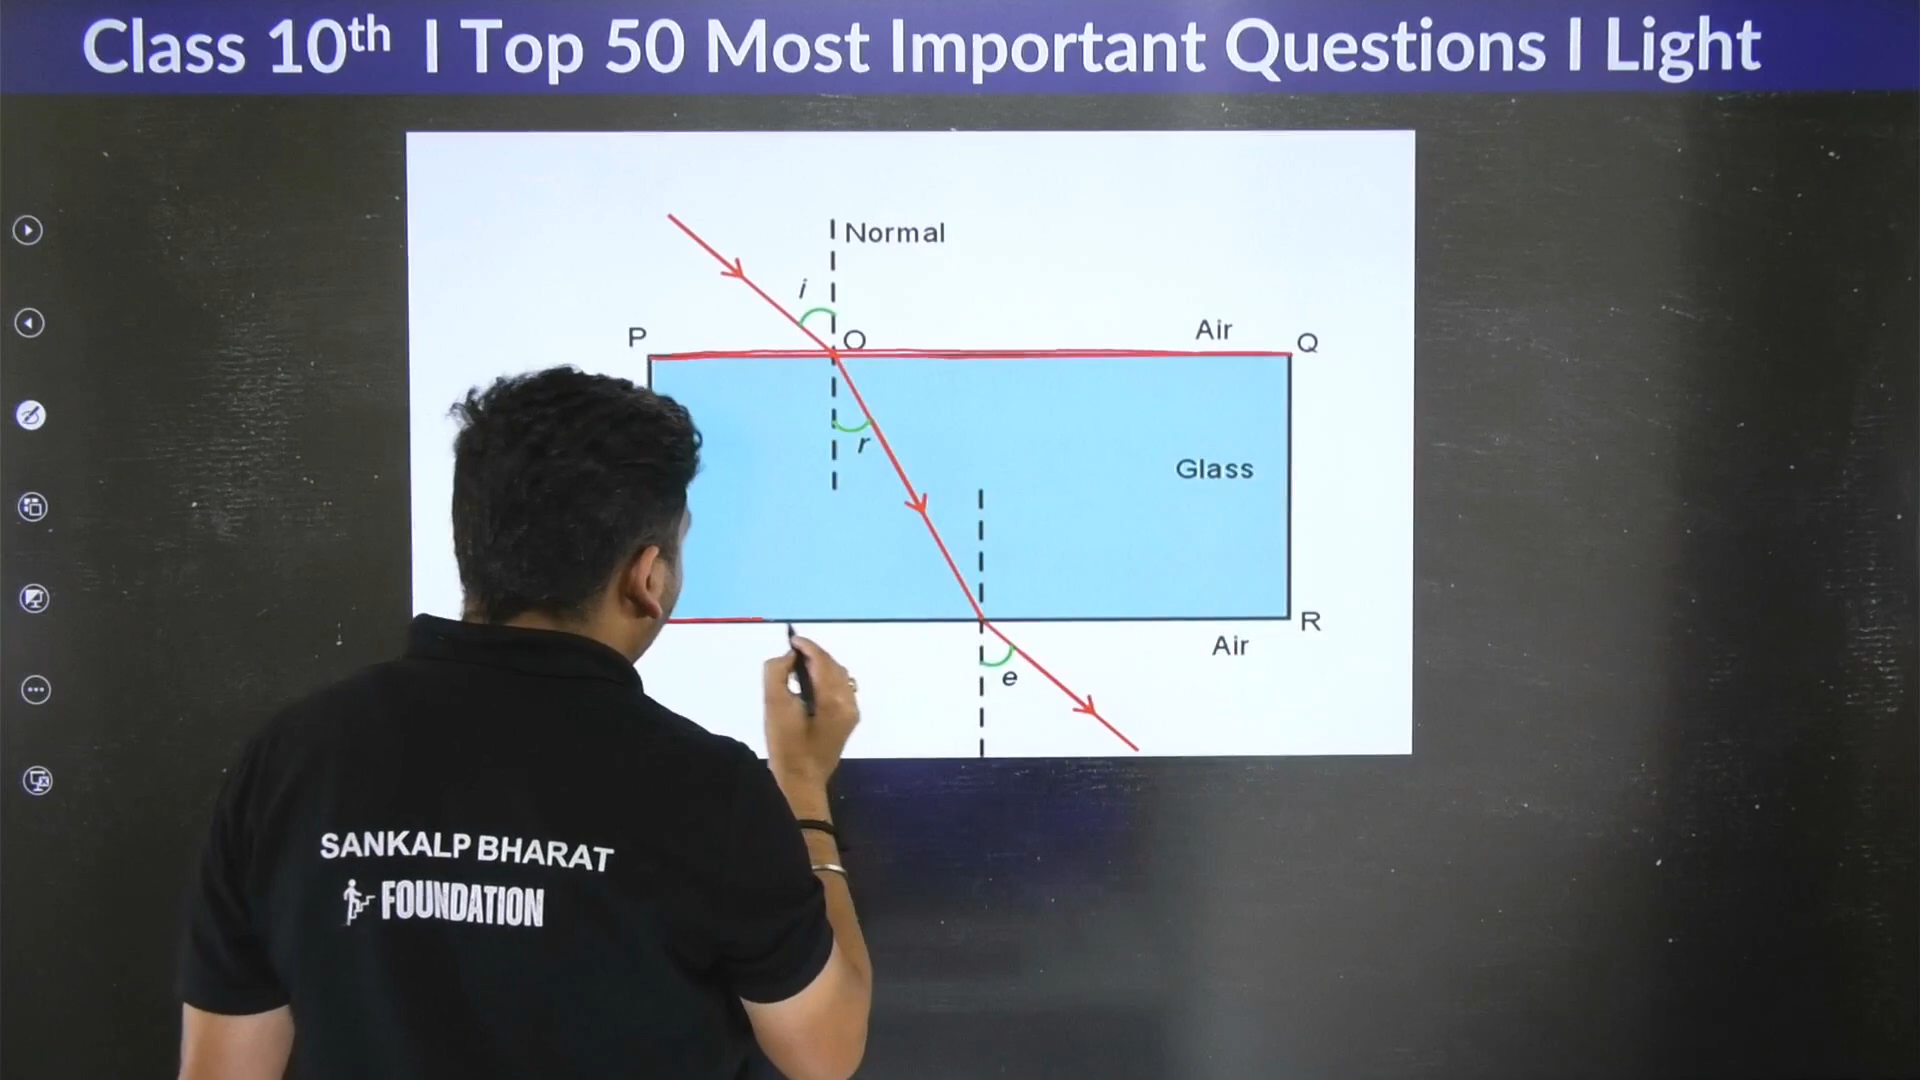 Class 10th I Top 50 Most Important Questions I Light
Normal
i
P
O
Air
Q
r
Glass
R
Air
e
SANKALP BHARAT
FOUNDATION